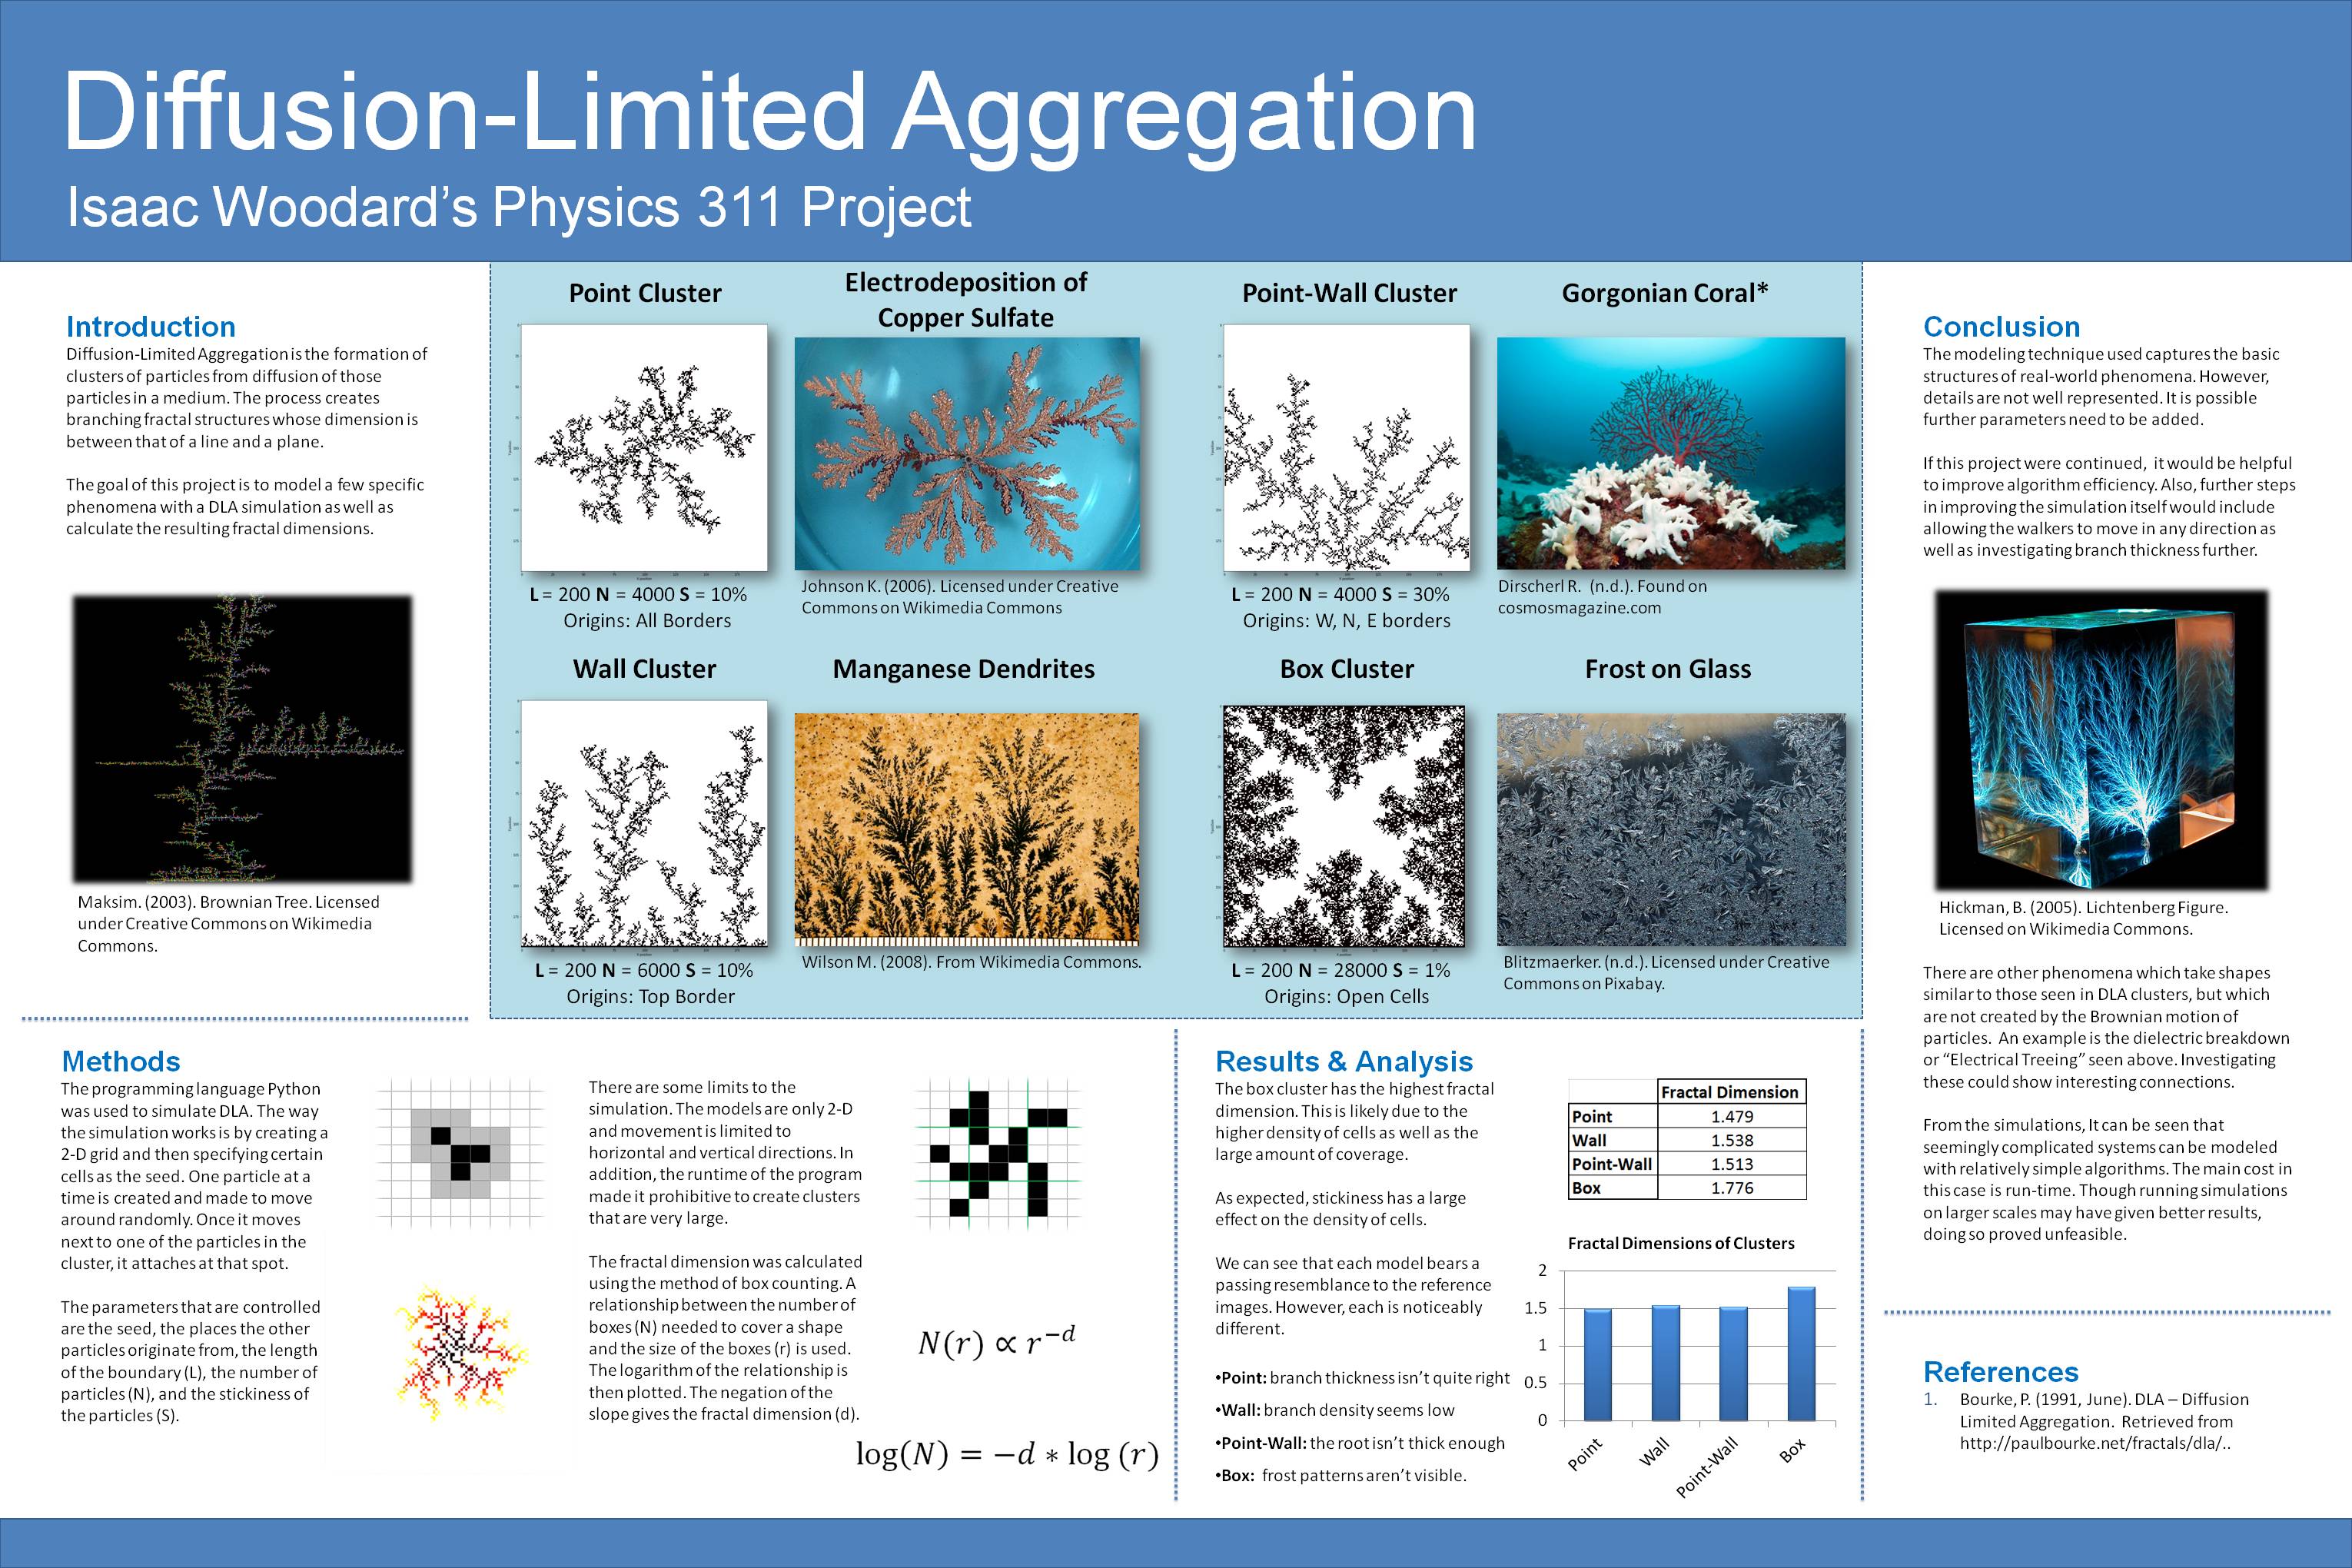 Diffusion-Limited Aggregation
Isaac Woodard's Physics 311 Project
Introduction
Diffusion-Limited Aggregation is the formation of
clusters of particles from diffusion of those
particles in a medium. The process creates
branching fractal structures whose dimension is
between that of a line and a plane.
The goal of this project is to model a few specific
phenomena with a DLA simulation as well as
calculate the resulting fractal dimensions.
Maksim. (2003). Brownian Tree. Licensed
under Creative Commons on Wikimedia
Commons.
Point Cluster
L = 200 N = 4000 S = 10%
Origins: All Borders
Electrodeposition of
Copper Sulfate
Johnson K. (2006). Licensed under Creative
Commons on Wikimedia Commons
Point-Wall Cluster
L = 200 N = 4000 S = 30%
Origins: W, N, E borders
Gorgonian Coral*
Dirscherl R. (n.d.). Found on
cosmosmagazine.com
Wall Cluster
L = 200 N = 6000 S = 10%
Origins: Top Border
Manganese Dendrites
Wilson M. (2008). From Wikimedia Commons.
Box Cluster
L = 200 N = 28000 S = 1%
Origins: Open Cells
Frost on Glass
Blitzmaerker. (n.d.). Licensed under Creative
Commons on Pixabay.
Methods
The programming language Python
was used to simulate DLA. The way
the simulation works is by creating a
2-D grid and then specifying certain
cells as the seed. One particle at a
time is created and made to move
around randomly. Once it moves
next to one of the particles in the
cluster, it attaches at that spot.
The parameters that are controlled
are the seed, the places the other
particles originate from, the length
of the boundary (L), the number of
particles (N), and the stickiness of
the particles (S).
There are some limits to the
simulation. The models are only 2-D
and movement is limited to
horizontal and vertical directions. In
addition, the runtime of the program
made it prohibitive to create clusters
that are very large.
The fractal dimension was calculated
using the method of box counting. A
relationship between the number of
boxes (N) needed to cover a shape
and the size of the boxes (r) is used.
The logarithm of the relationship is
then plotted. The negation of the
slope gives the fractal dimension (d).
N(r) ∝ r^−d
log(N) = −d ∗ log (r)
Results & Analysis
The box cluster has the highest fractal
dimension. This is likely due to the
higher density of cells as well as the
large amount of coverage.
As expected, stickiness has a large
effect on the density of cells.
We can see that each model bears a
passing resemblance to the reference
images. However, each is noticeably
different.
•Point: branch thickness isn't quite right
•Wall: branch density seems low
•Point-Wall: the root isn't thick enough
•Box: frost patterns aren't visible.
Fractal Dimension
Point 1.479
Wall 1.538
Point-Wall 1.513
Box 1.776
Fractal Dimensions of Clusters
2
1.5
1
0.5
0
Point
Wall
Point-Wall
Box
Conclusion
The modeling technique used captures the basic
structures of real-world phenomena. However,
details are not well represented. It is possible
further parameters need to be added.
If this project were continued, it would be helpful
to improve algorithm efficiency. Also, further steps
in improving the simulation itself would include
allowing the walkers to move in any direction as
well as investigating branch thickness further.
Hickman, B. (2005). Lichtenberg Figure.
Licensed on Wikimedia Commons.
There are other phenomena which take shapes
similar to those seen in DLA clusters, but which
are not created by the Brownian motion of
particles. An example is the dielectric breakdown
or “Electrical Treeing” seen above. Investigating
these could show interesting connections.
From the simulations, It can be seen that
seemingly complicated systems can be modeled
with relatively simple algorithms. The main cost in
this case is run-time. Though running simulations
on larger scales may have given better results,
doing so proved unfeasible.
References
1. Bourke, P. (1991, June). DLA – Diffusion
Limited Aggregation. Retrieved from
http://paulbourke.net/fractals/dla/..